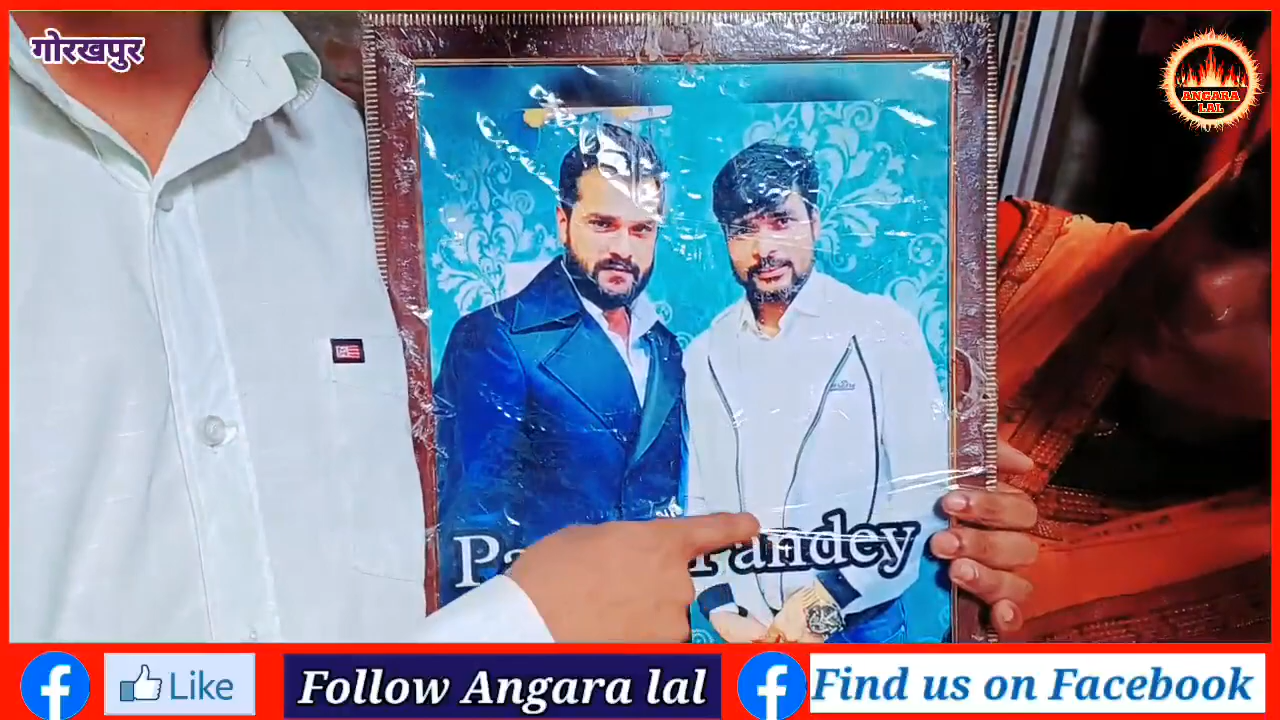 गोरखपुर
ANGARA
LAL
Pandey
Like
Follow Angara lal
Find us on Facebook